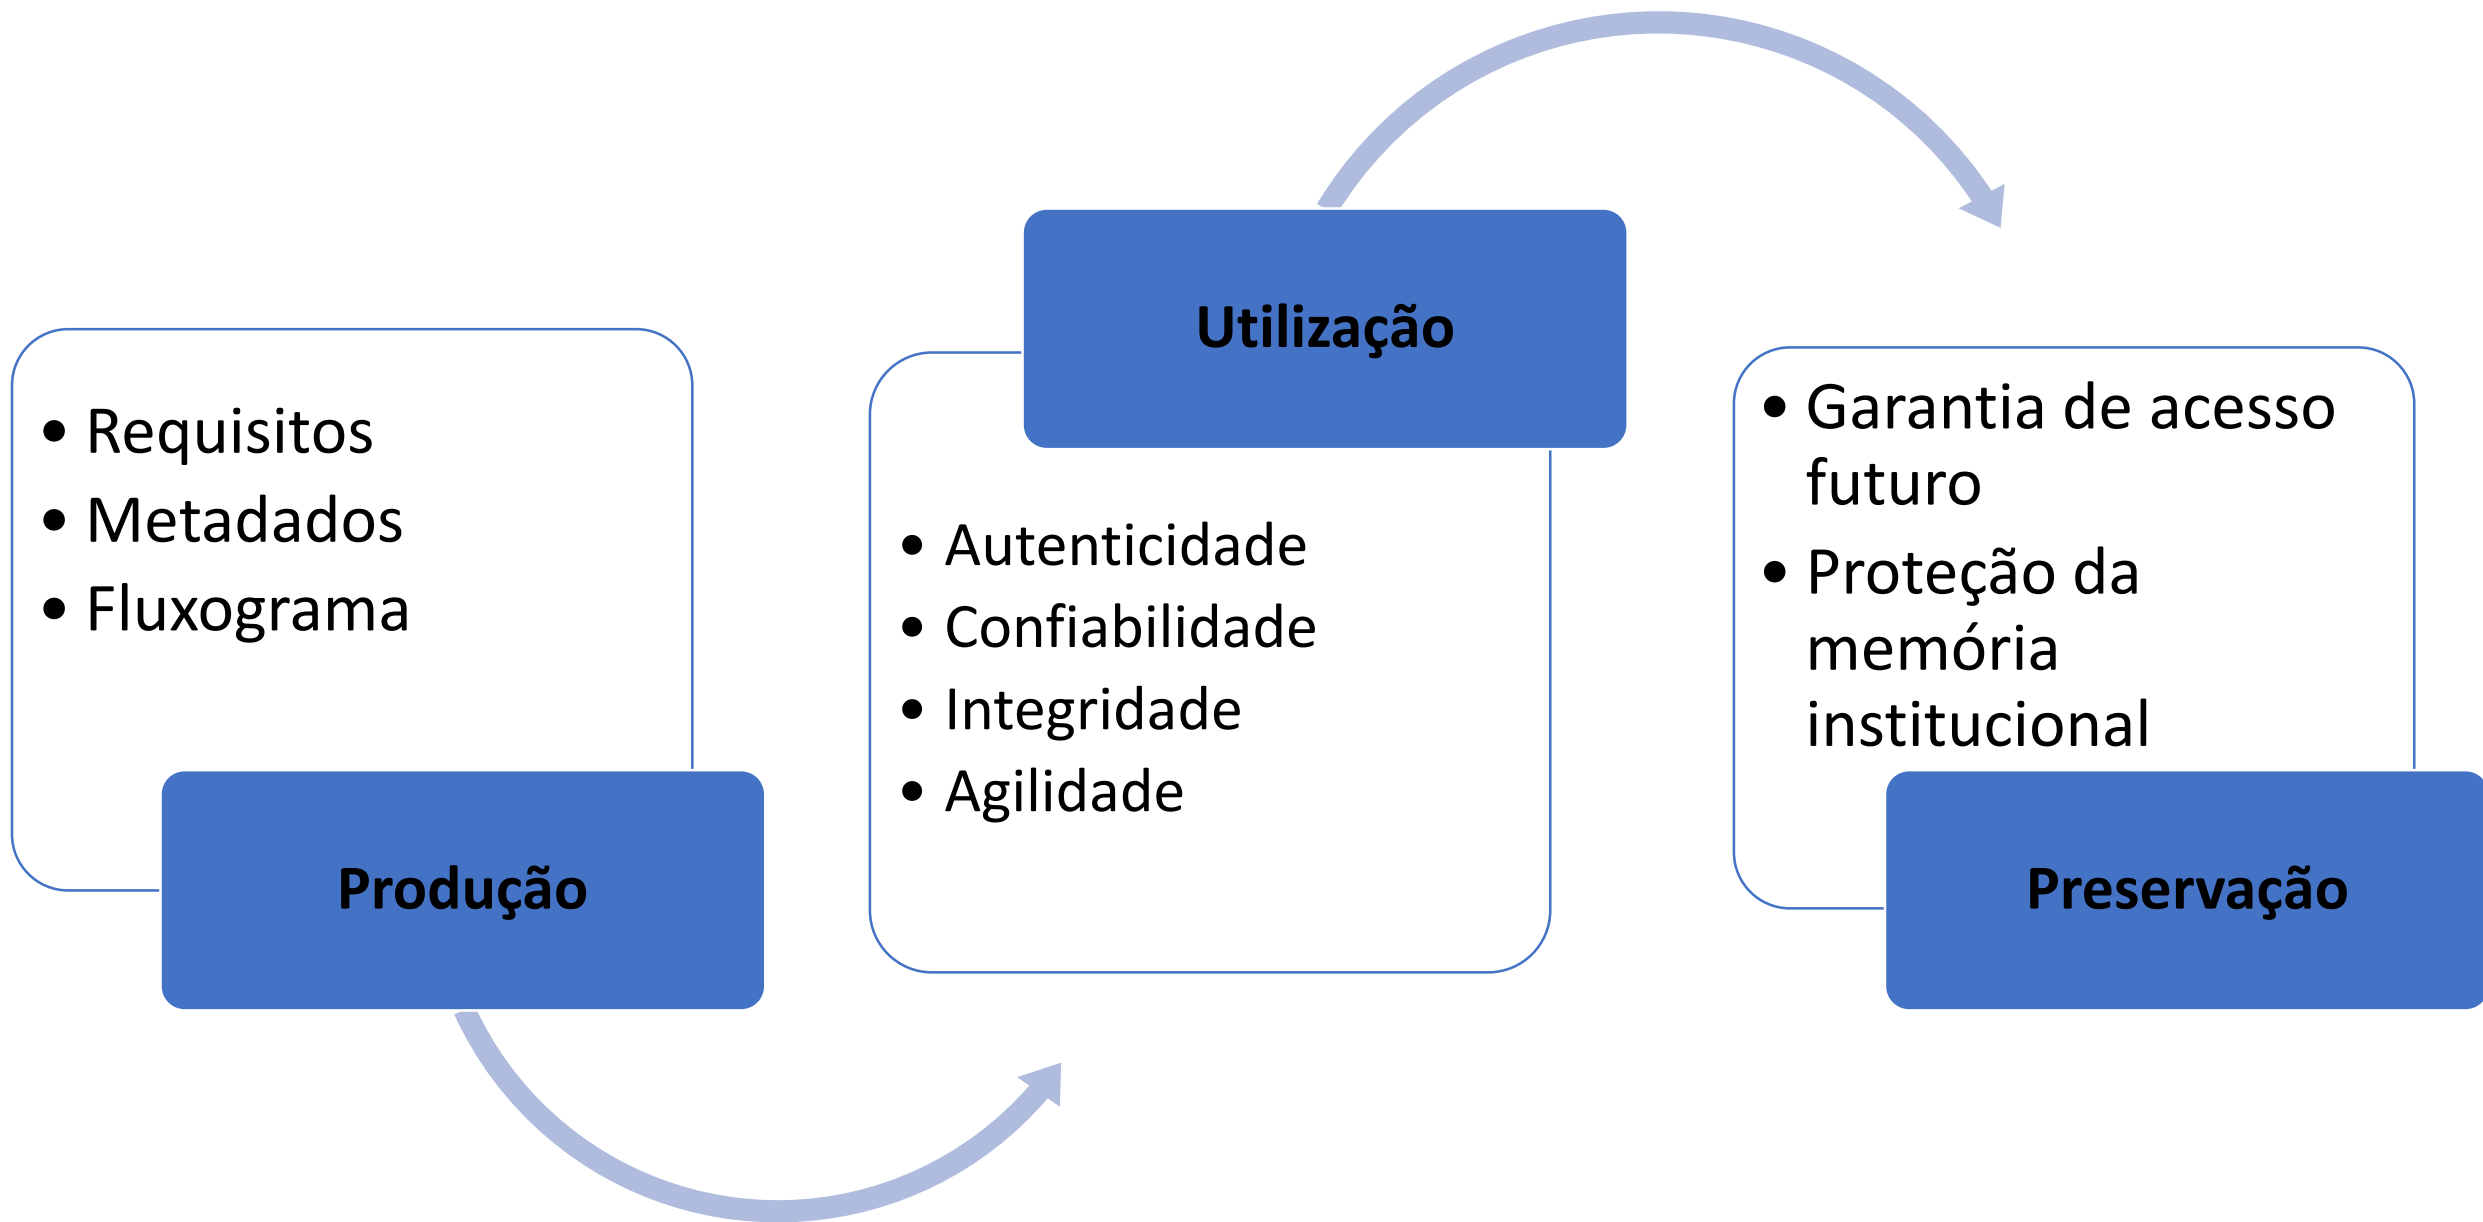 • Requisitos
• Metadados
• Fluxograma
Produção
Utilização
• Autenticidade
• Confiabilidade
• Integridade
• Agilidade
• Garantia de acesso
futuro
• Proteção da
memória
institucional
Preservação